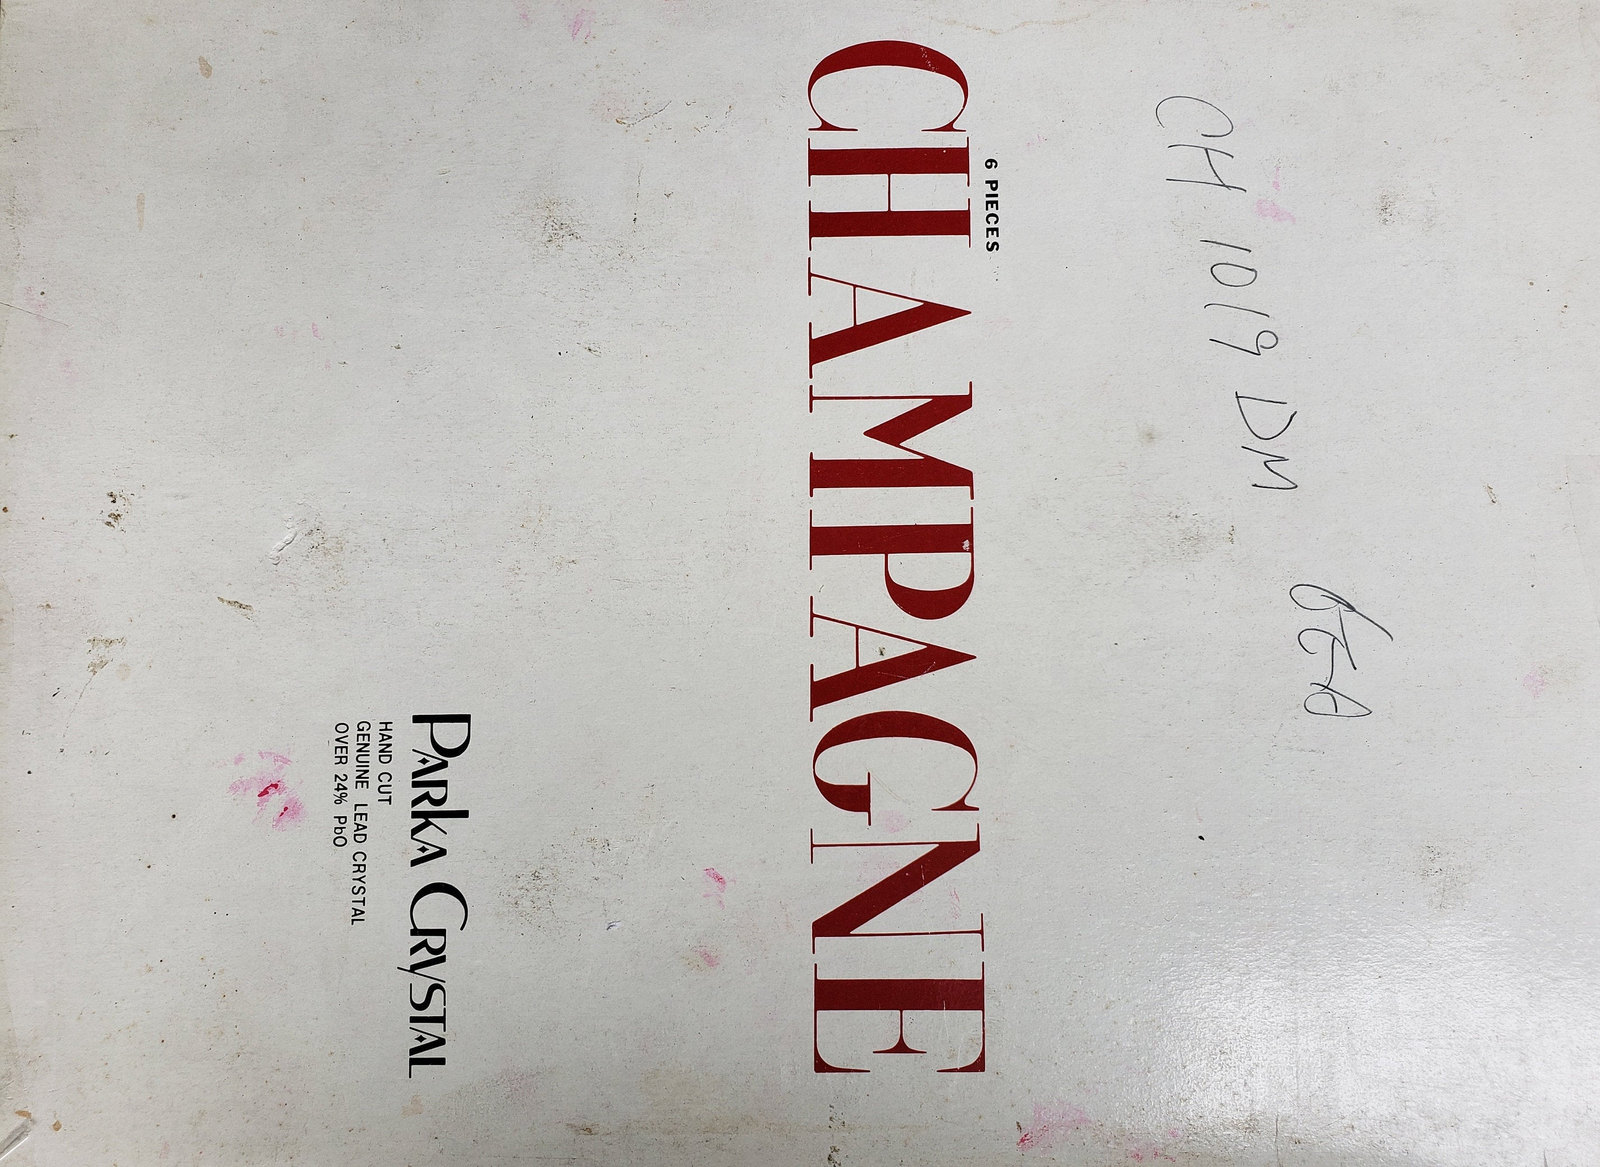 CH 1019 DM
6 PIECES
CHAMPAGNE
PARKA CRYSTAL
HAND CUT
GENUINE LEAD CRYSTAL
OVER 24% PbO